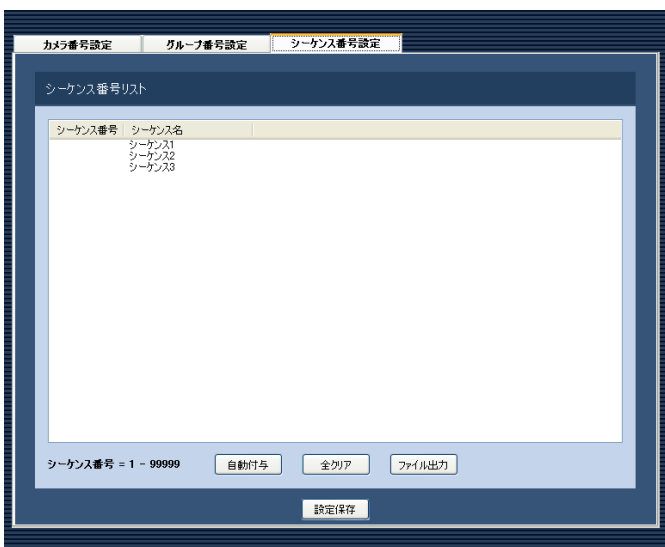 カメラ番号設定 グループ番号設定 シーケンス番号設定
シーケンス番号リスト
シーケンス番号 シーケンス名
シーケンス1
シーケンス2
シーケンス3
シーケンス番号 = 1 - 99999 自動付与 全クリア ファイル出力
設定保存